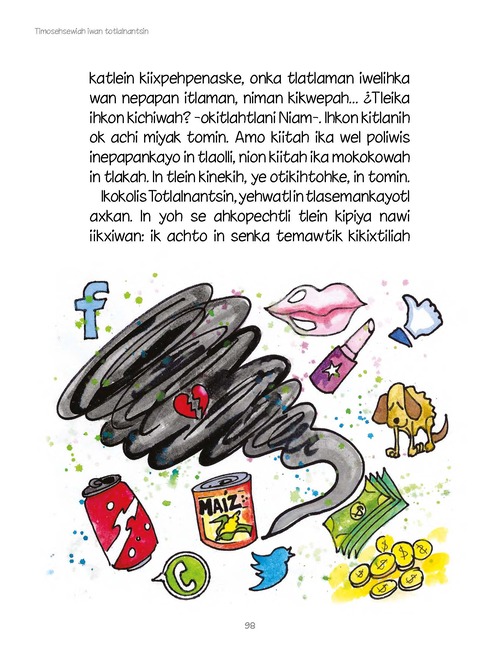 Timosehsewiah iwan totlalnantsin
katlein kiixpehpenaske, onka tlatlaman iwelihka
wan nepapan itlaman, niman kikwepah... ¿Tleika
ihkon kichiwah? -okitlahtlani Niam-. Ihkon kitlanih
ok achi miyak tomin. Amo kiitah ika wel poliwis
inepapankayo in tlaolli, nion kiitah ika mokokowah
in tlakah. In tlein kinekih, ye otikihtohke, in tomin.
Ikokolis Totlalnantsin, yehwatl in tlasemankayotl
axkan. In yoh se ahkopechtli tlein kipiya nawi
iikxiwan: ik achto in senka temawtik kikixtiliah
MAÍZ
98